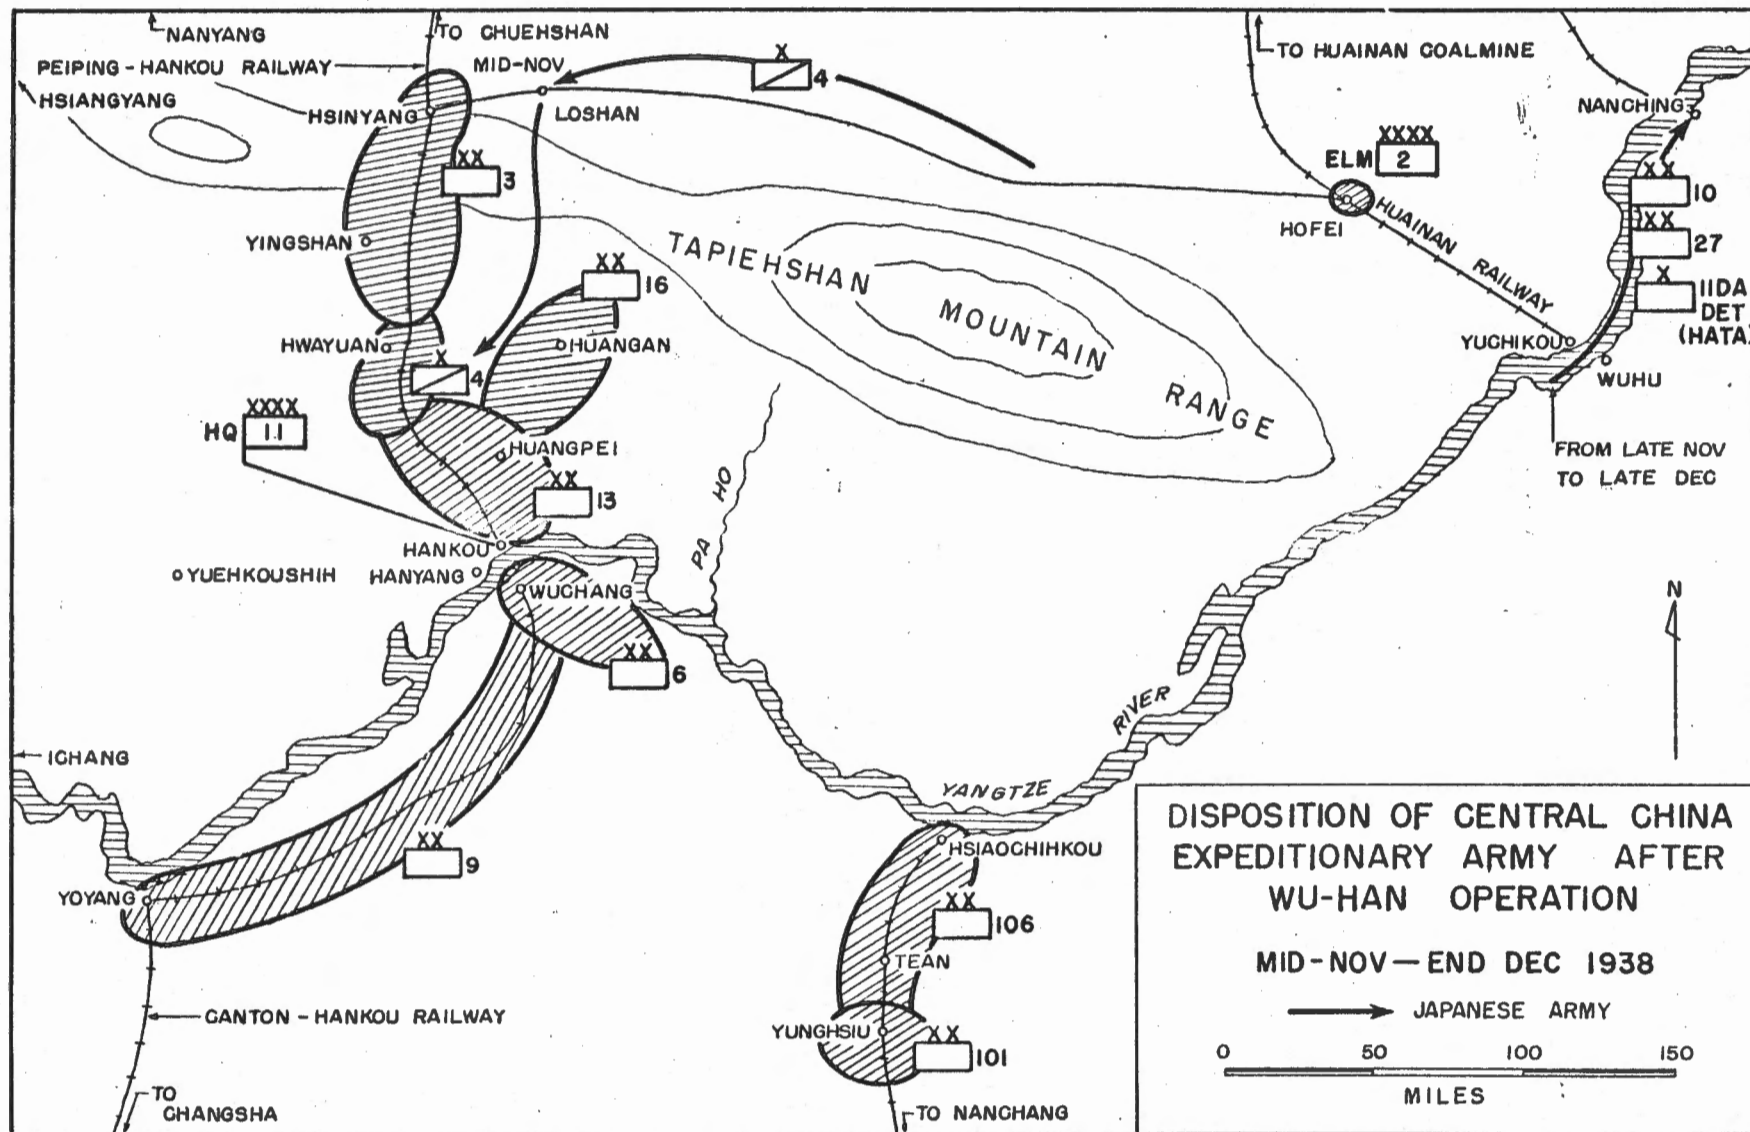 NANYANG
TO CHUEHSHAN
PEIPING-HANKOU RAILWAY
MID-NOV
X
4
TO HUAINAN COALMINE
HSIANGYANG
HSINYANG
LOSHAN
NANCHING
XX
3
XXXX
ELM 2
XX
10
HOFEI
HUAINAN RAILWAY
XX
27
YINGSHAN
XX
16
TAPIEHSHAN
MOUNTAIN
RANGE
X
11DA
DET
(HATA)
HWAYUAN
HUANGAN
YUCHIKOU
WUHU
X
4
XXXX
HQ 11
HUANGPEI
FROM LATE NOV
TO LATE DEC
XX
13
PA HO
HANKOU
YUEHKOUSHIH
HANYANG
WUCHANG
N
XX
6
ICHANG
YANGTZE RIVER
XX
9
YOYANG
HSIAOCHIHKOU
XX
106
TEAN
CANTON-HANKOU RAILWAY
YUNGHSIU
XX
101
TO
CHANGSHA
TO NANCHANG
DISPOSITION OF CENTRAL CHINA
EXPEDITIONARY ARMY AFTER
WU-HAN OPERATION
MID-NOV—END DEC 1938
JAPANESE ARMY
0 50 100 150
MILES